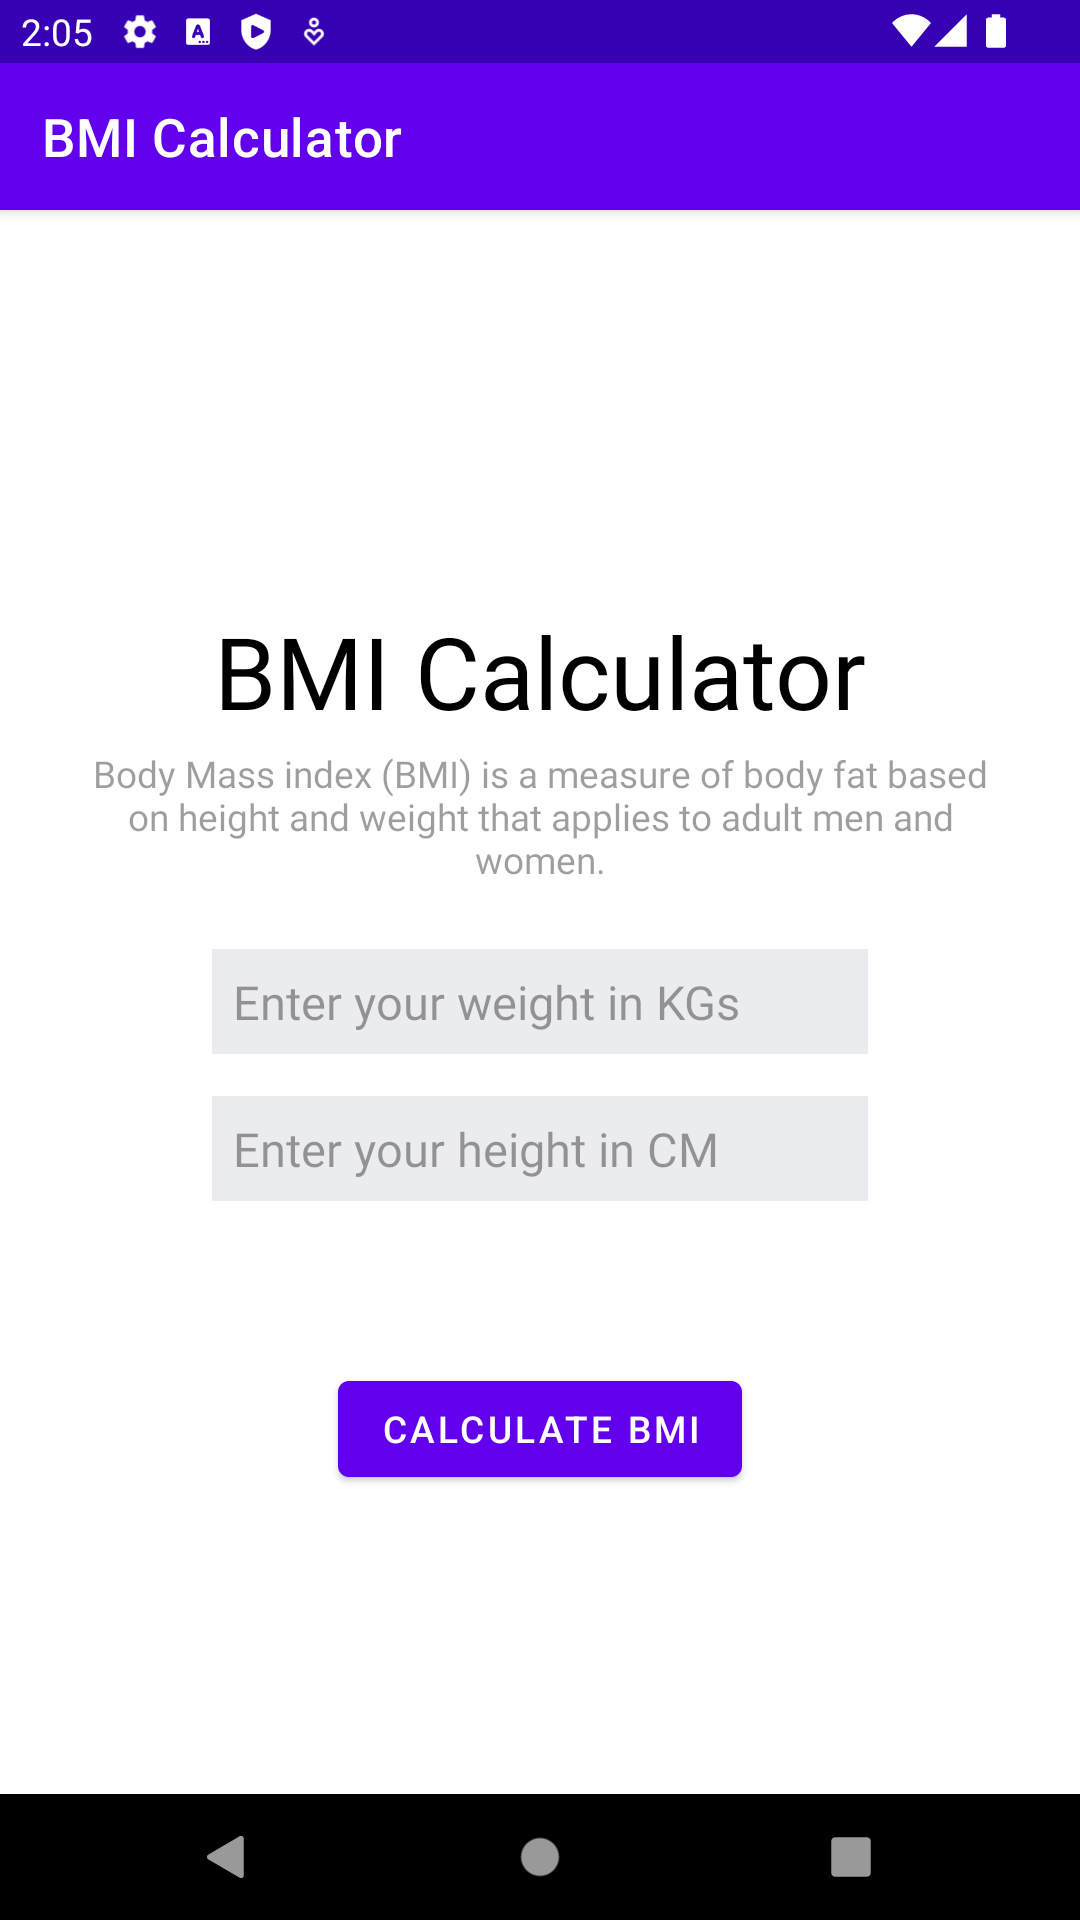 2:05
BMI Calculator
BMI Calculator
Body Mass index (BMI) is a measure of body fat based
on height and weight that applies to adult men and
women.
Enter your weight in KGs
Enter your height in CM
CALCULATE BMI